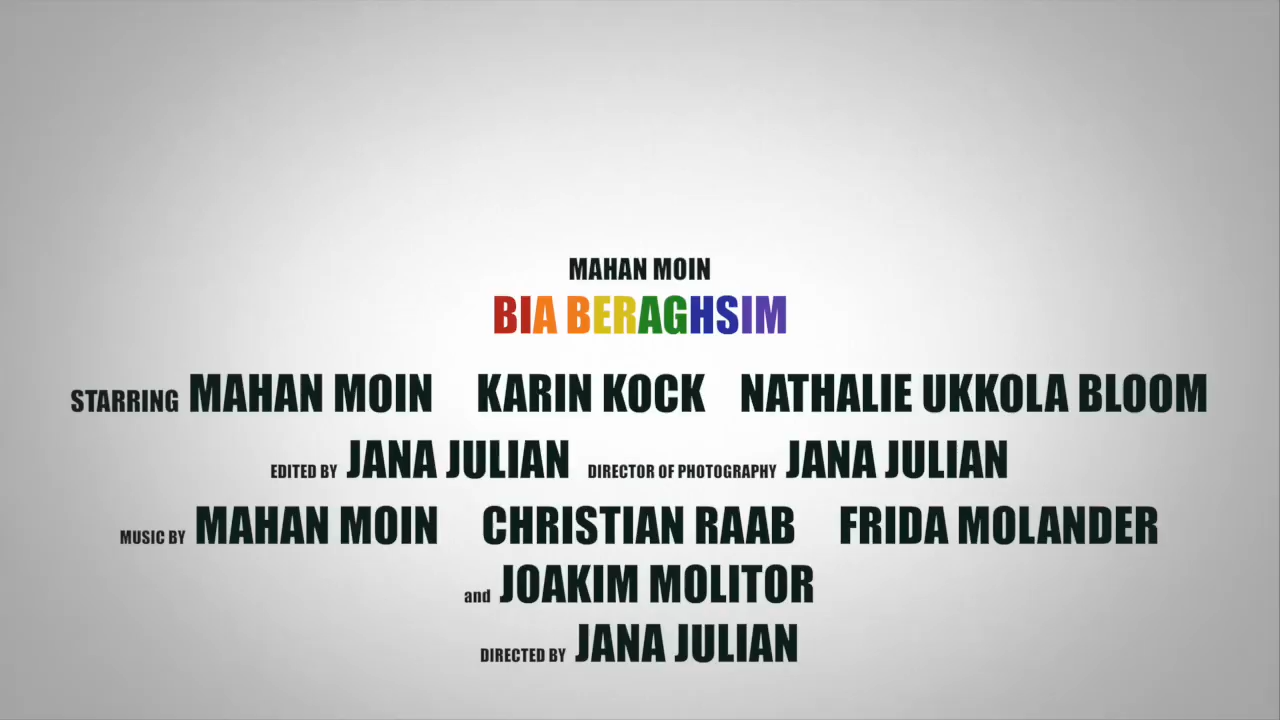 MAHAN MOIN
BIA BERAGHSIM
STARRING MAHAN MOIN KARIN KOCK NATHALIE UKKOLA BLOOM
EDITED BY JANA JULIAN DIRECTOR OF PHOTOGRAPHY JANA JULIAN
MUSIC BY MAHAN MOIN CHRISTIAN RAAB FRIDA MOLANDER
and JOAKIM MOLITOR
DIRECTED BY JANA JULIAN